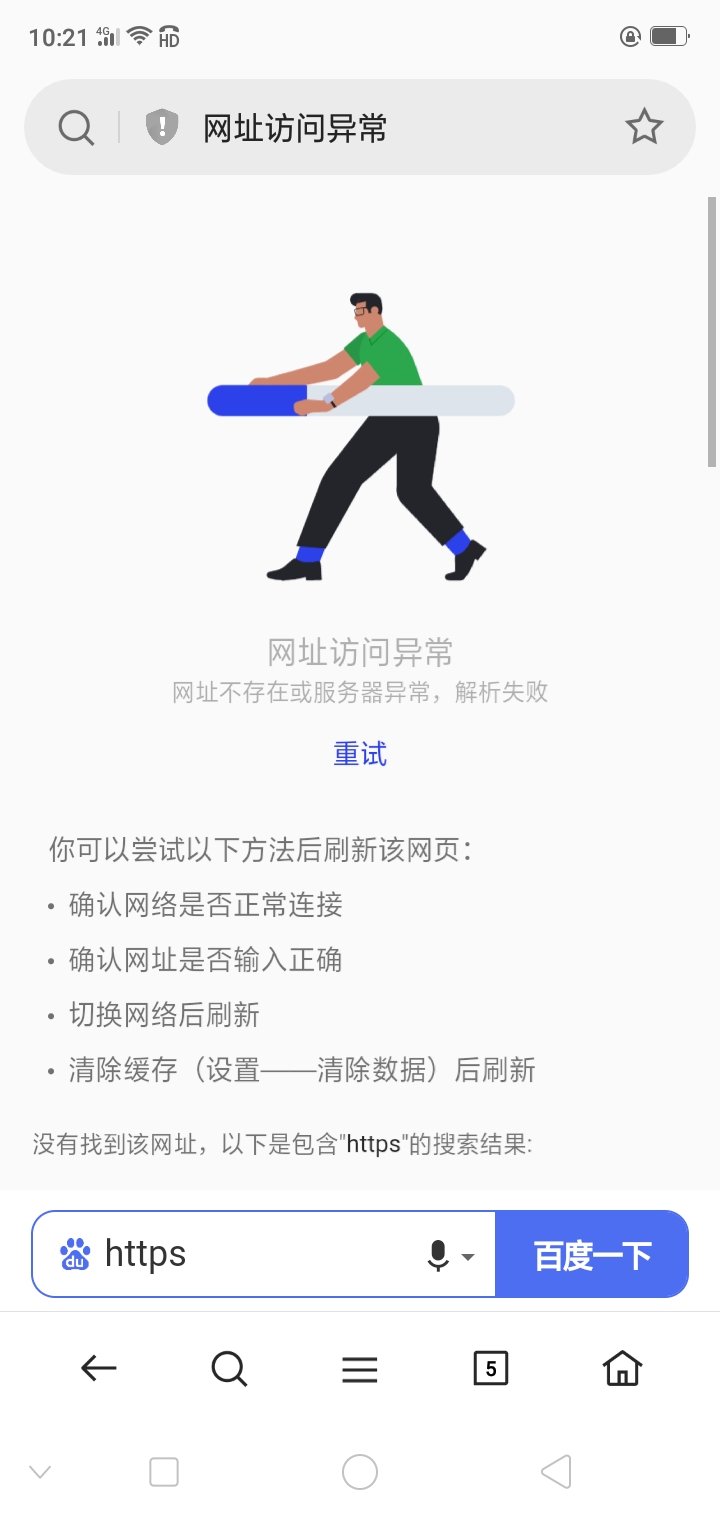 10:21 4G HD
网址访问异常
网址访问异常
网址不存在或服务器异常，解析失败
重试
你可以尝试以下方法后刷新该网页：
• 确认网络是否正常连接
• 确认网址是否输入正确
• 切换网络后刷新
• 清除缓存（设置——清除数据）后刷新
没有找到该网址，以下是包含"https"的搜索结果:
du https 百度一下
5